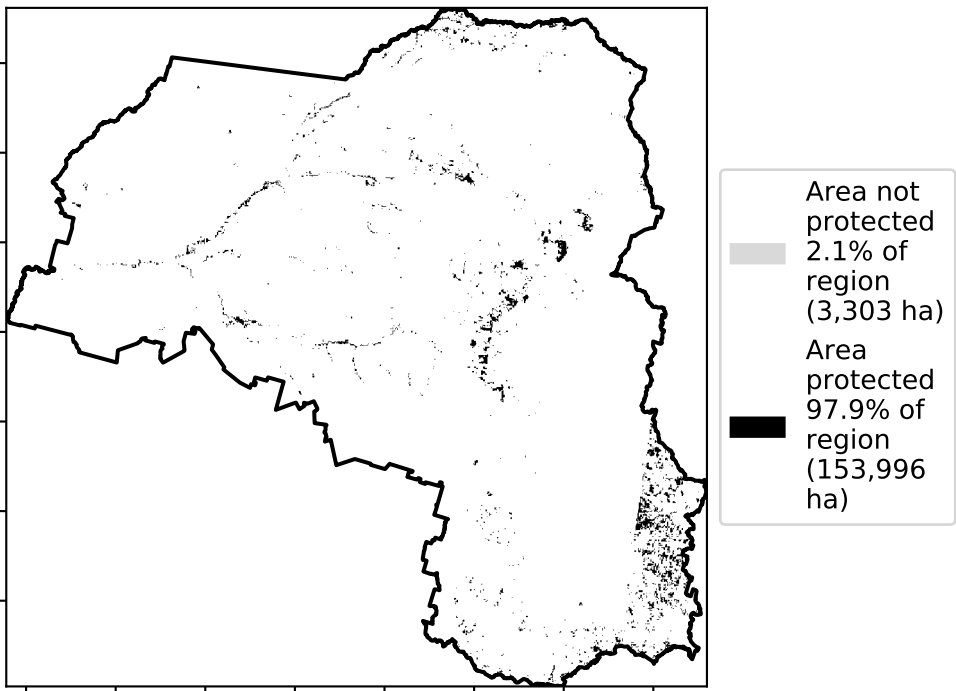 Area not
protected
2.1% of
region
(3,303 ha)
Area
protected
97.9% of
region
(153,996
ha)